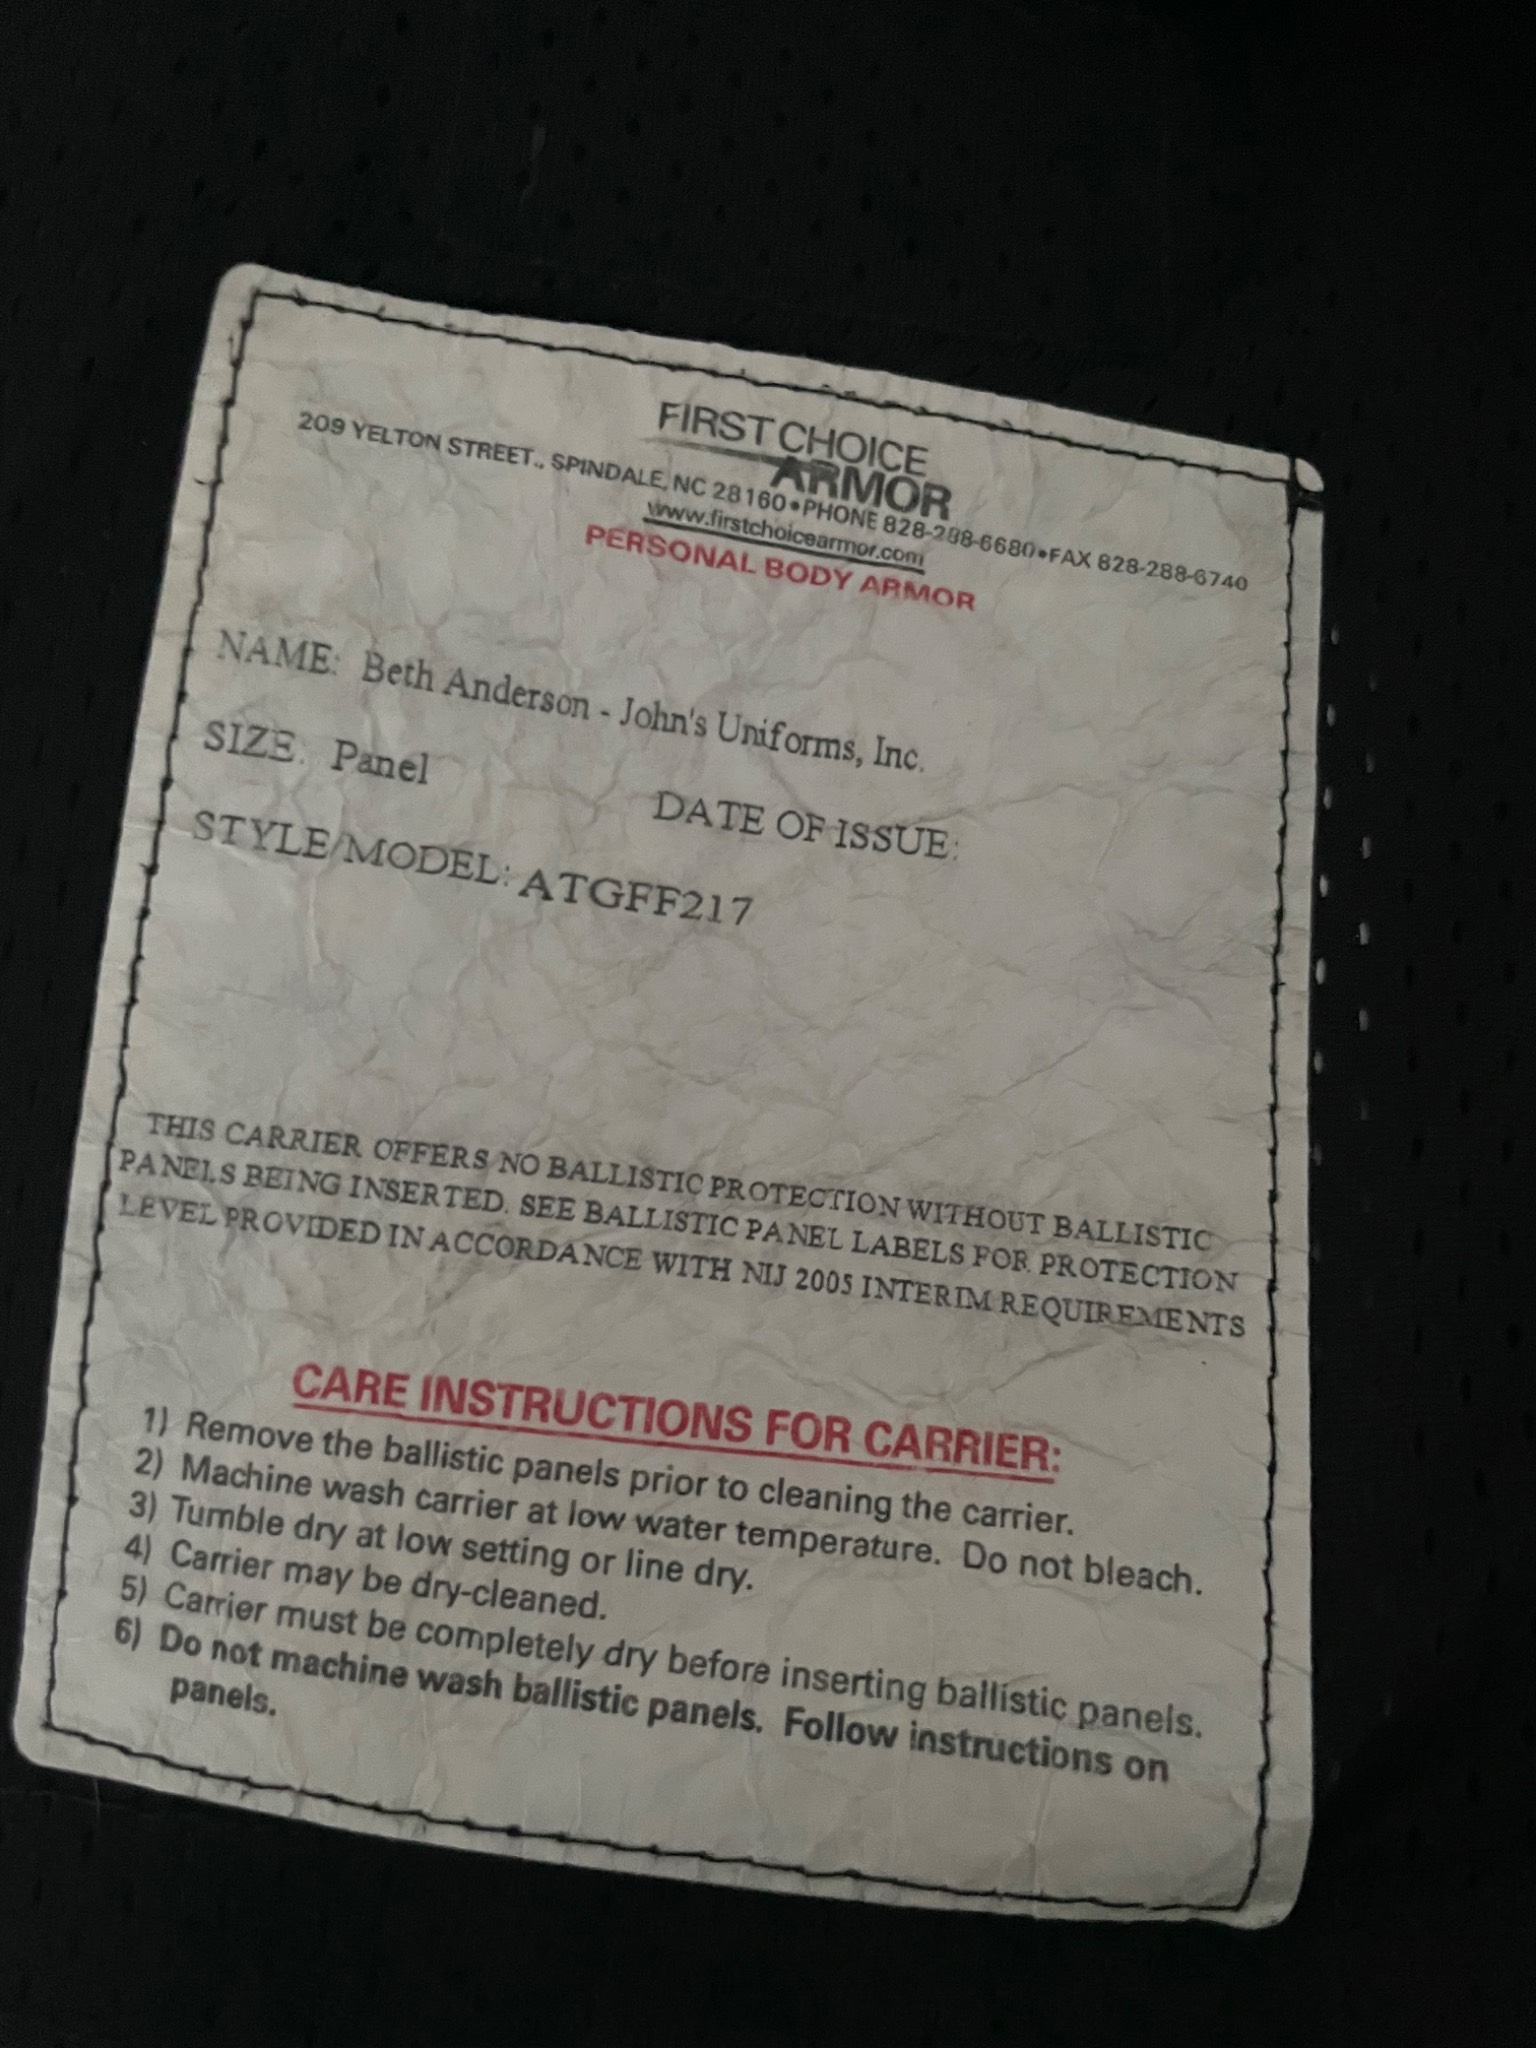 FIRST CHOICE
ARMOR
209 YELTON STREET., SPINDALE, NC 28160•PHONE 828-288-6680•FAX 828-288-6740
www.firstchoicearmor.com
PERSONAL BODY ARMOR
NAME: Beth Anderson - John's Uniforms, Inc.
SIZE: Panel
DATE OF ISSUE:
STYLE/MODEL: ATGFF217
THIS CARRIER OFFERS NO BALLISTIC PROTECTION WITHOUT BALLISTIC
PANELS BEING INSERTED. SEE BALLISTIC PANEL LABELS FOR PROTECTION
LEVEL PROVIDED IN ACCORDANCE WITH NIJ 2005 INTERIM REQUIREMENTS
CARE INSTRUCTIONS FOR CARRIER:
1) Remove the ballistic panels prior to cleaning the carrier.
2) Machine wash carrier at low water temperature. Do not bleach.
3) Tumble dry at low setting or line dry.
4) Carrier may be dry-cleaned.
5) Carrier must be completely dry before inserting ballistic panels.
6) Do not machine wash ballistic panels. Follow instructions on
panels.